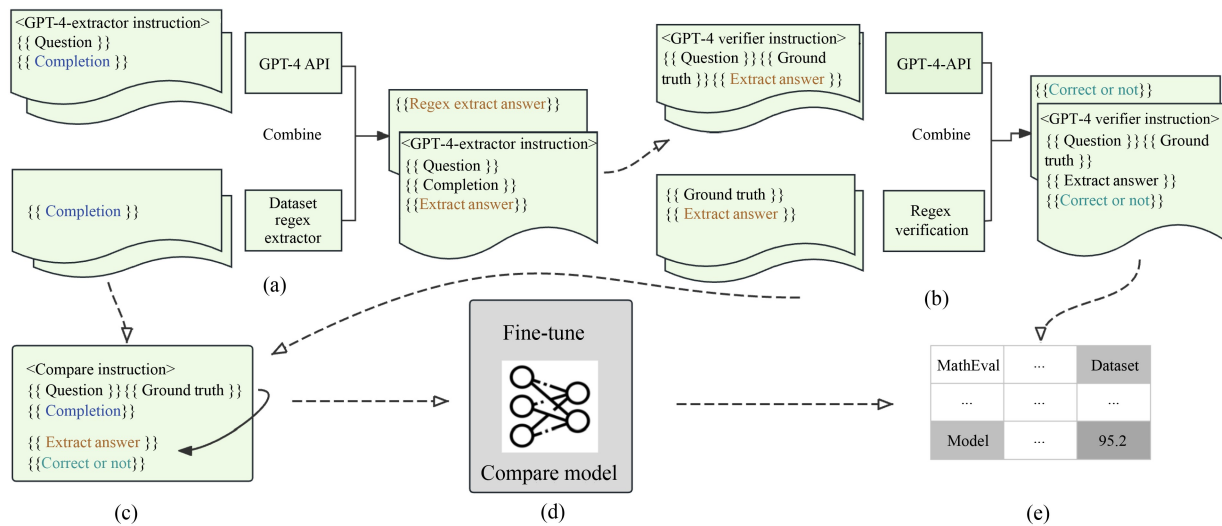 <GPT-4-extractor instruction>
{{ Question }}
{{ Completion }}
GPT-4 API
Combine
{{ Completion }}
Dataset
regex
extractor
{{Regex extract answer}}
<GPT-4-extractor instruction>
{{ Question }}
{{ Completion }}
{{Extract answer}}
(a)
<GPT-4 verifier instruction>
{{ Question }}{{ Ground
truth }}{{ Extract answer }}
GPT-4-API
Combine
{{ Ground truth }}
{{ Extract answer }}
Regex
verification
{{Correct or not}}
<GPT-4 verifier instruction>
{{ Question }}{{ Ground
truth }}
{{ Extract answer }}
{{Correct or not}}
(b)
<Compare instruction>
{{ Question }}{{ Ground truth }}
{{ Completion}}
{{ Extract answer }}
{{Correct or not}}
(c)
Fine-tune
Compare model
(d)
MathEval ... Dataset
... ...
Model ... 95.2
(e)